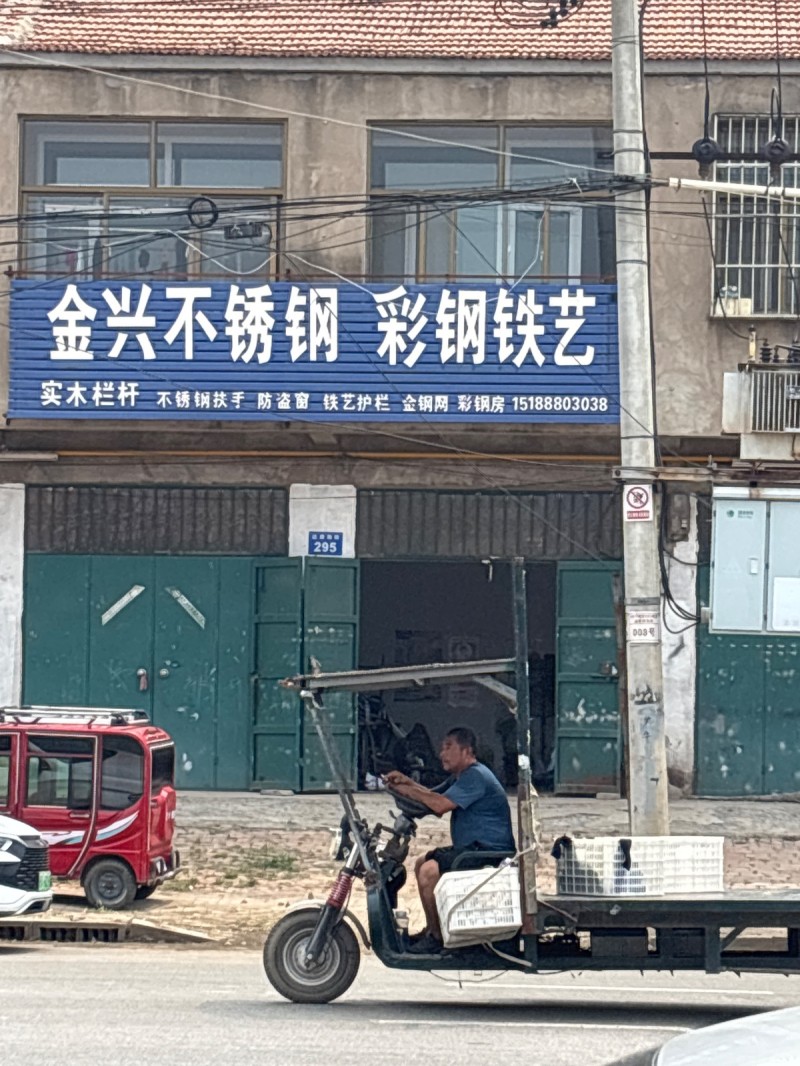 金兴不锈钢 彩钢铁艺
实木栏杆 不锈钢扶手 防盗窗 铁艺护栏 金钢网 彩钢房 15188803038
295